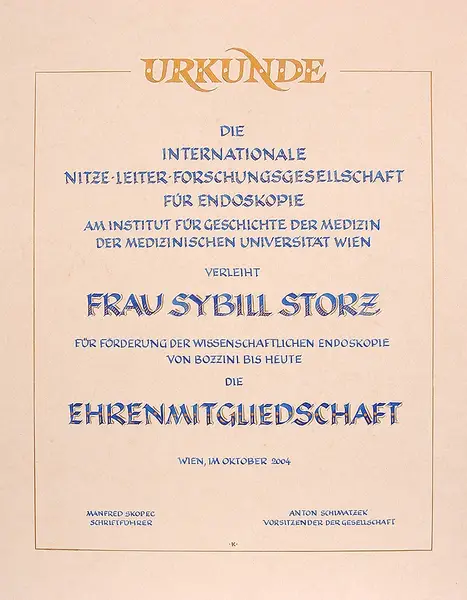 URKUNDE
DIE
INTERNATIONALE
NITZE·LEITER·FORSCHUNGSGESELLSCHAFT
FÜR ENDOSKOPIE
AM INSTITUT FÜR GESCHICHTE DER MEDIZIN
DER MEDIZINISCHEN UNIVERSITÄT WIEN
VERLEIHT
FRAU SYBILL STORZ
FÜR FÖRDERUNG DER WISSENSCHAFTLICHEN ENDOSKOPIE
VON BOZZINI BIS HEUTE
DIE
EHRENMITGLIEDSCHAFT
WIEN, IM OKTOBER 2004
MANFRED SKOPEC
SCHRIFTFÜHRER
ANTON SCHMATZEK
VORSITZENDER DER GESELLSCHAFT
·R·